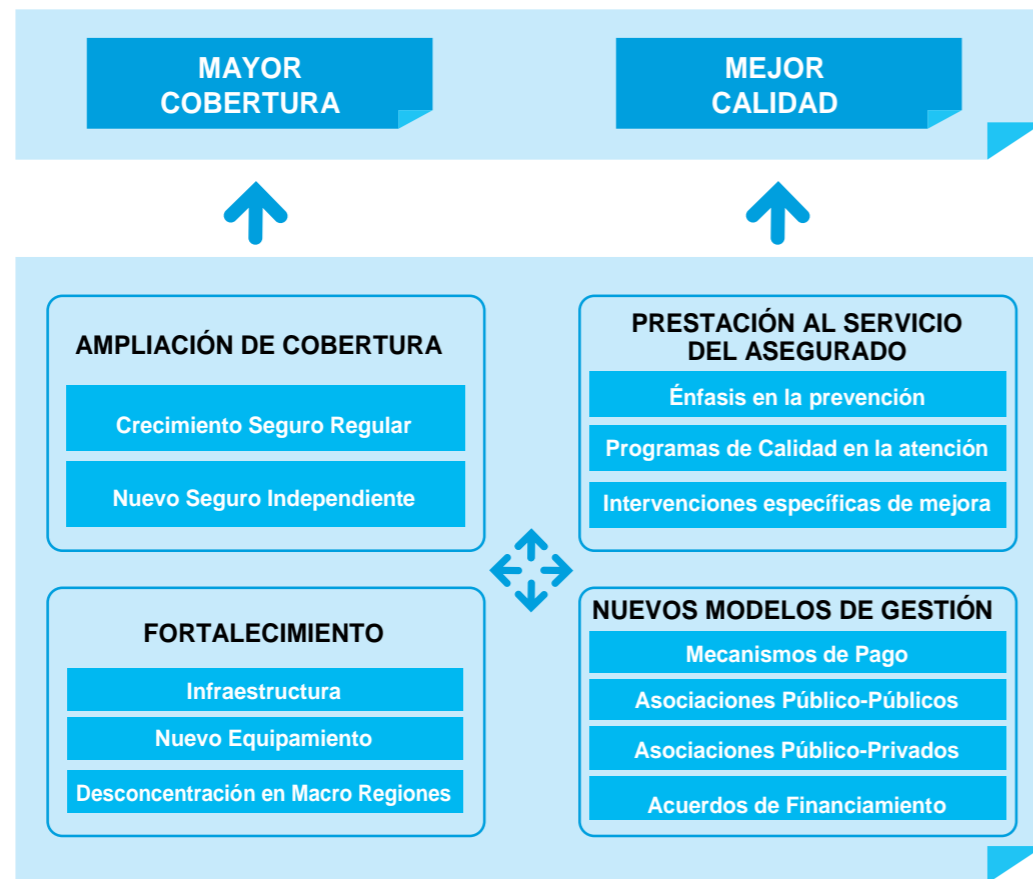 MAYOR
COBERTURA
MEJOR
CALIDAD
AMPLIACIÓN DE COBERTURA
Crecimiento Seguro Regular
Nuevo Seguro Independiente
PRESTACIÓN AL SERVICIO
DEL ASEGURADO
Énfasis en la prevención
Programas de Calidad en la atención
Intervenciones específicas de mejora
FORTALECIMIENTO
Infraestructura
Nuevo Equipamiento
Desconcentración en Macro Regiones
NUEVOS MODELOS DE GESTIÓN
Mecanismos de Pago
Asociaciones Público-Públicos
Asociaciones Público-Privados
Acuerdos de Financiamiento